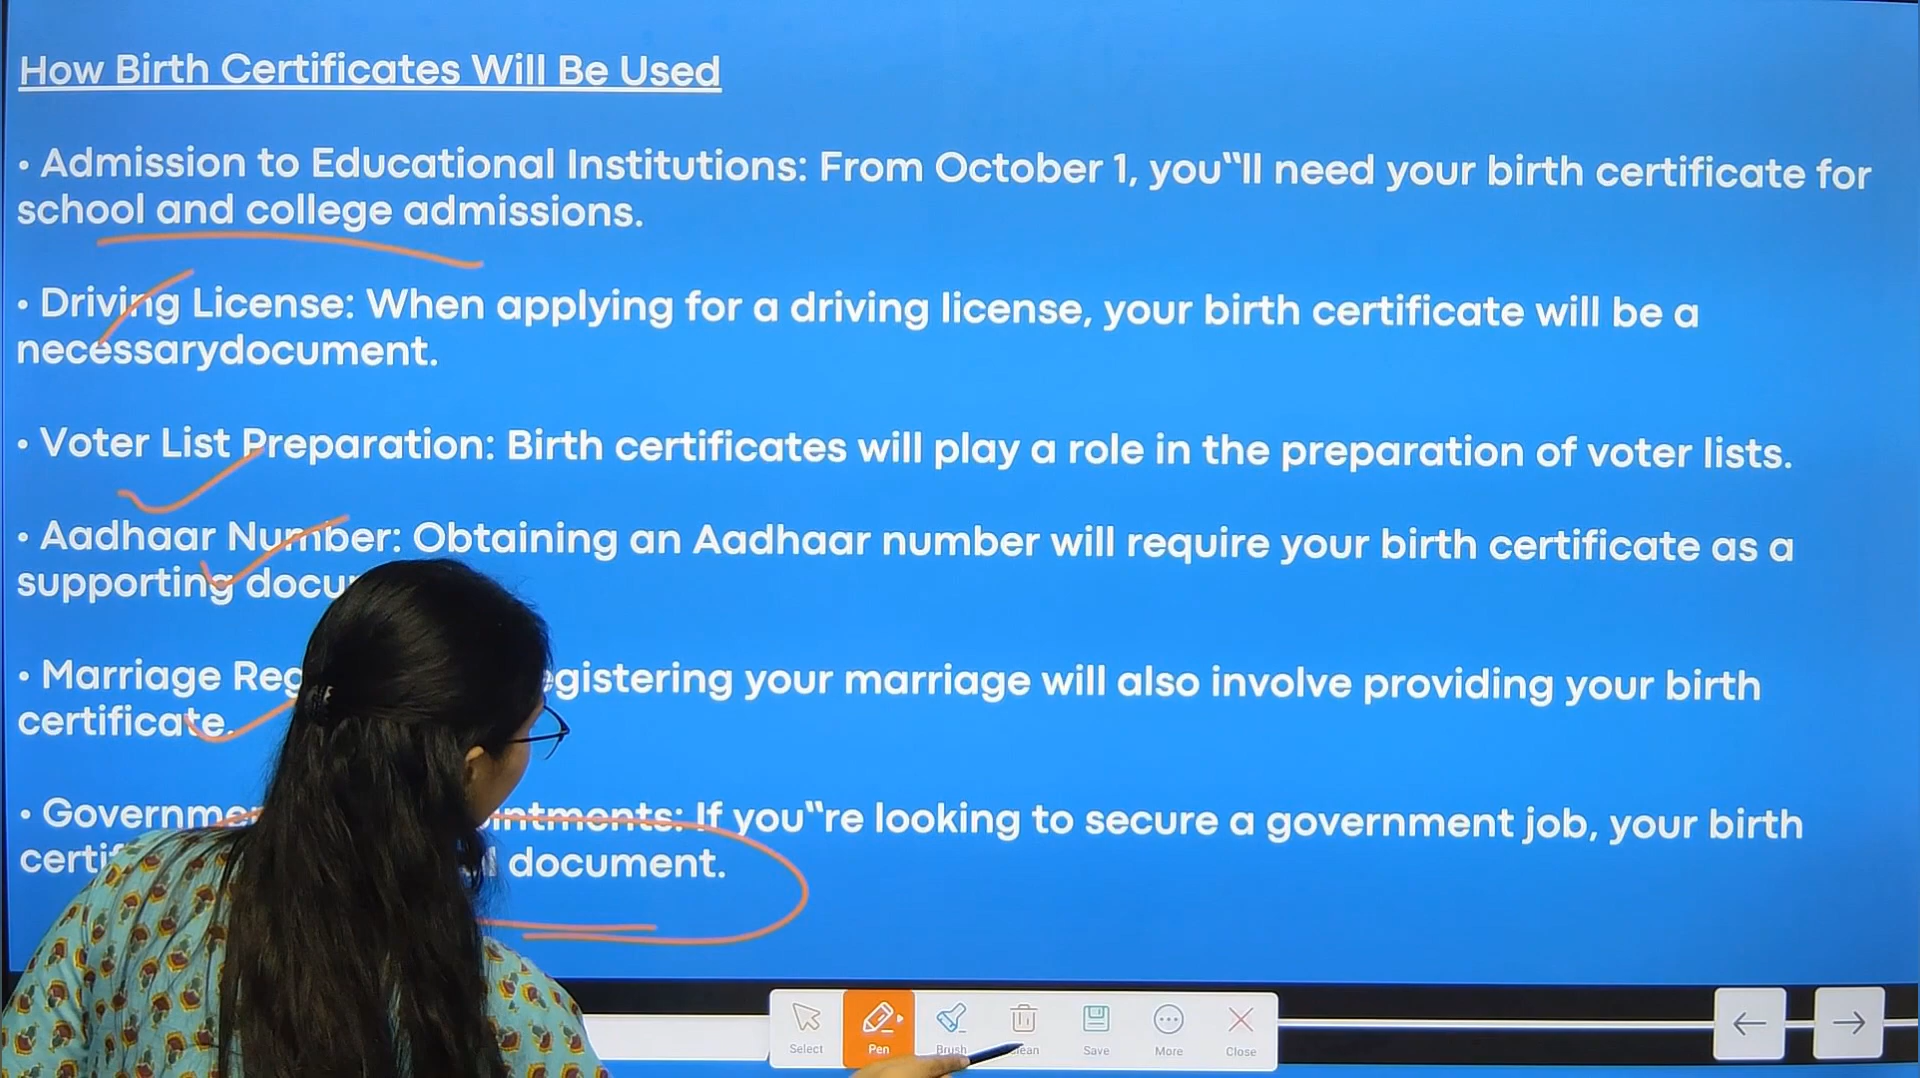 How Birth Certificates Will Be Used
• Admission to Educational Institutions: From October 1, you‟ll need your birth certificate for
school and college admissions.
• Driving License: When applying for a driving license, your birth certificate will be a
necessarydocument.
• Voter List Preparation: Birth certificates will play a role in the preparation of voter lists.
• Aadhaar Number: Obtaining an Aadhaar number will require your birth certificate as a
supporting
• Marriage gistering your marriage will also involve providing your birth
certificate.
• intments: If you‟re looking to secure a government job, your birth
document.
Select Pen Brush Save More Close